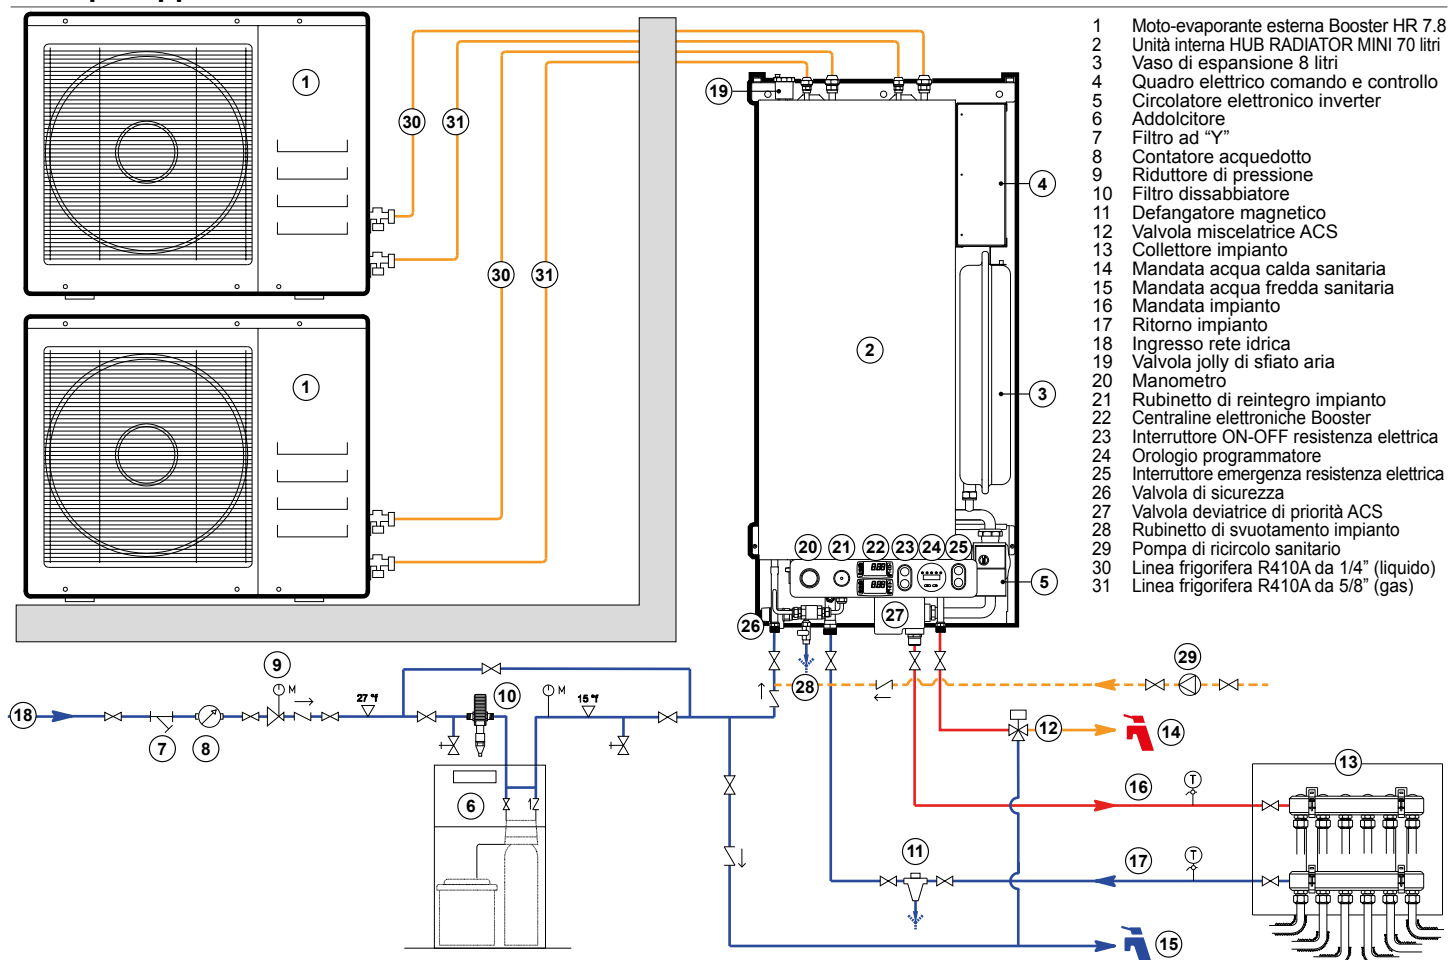 1 Moto-evaporante esterna Booster HR 7.8
2 Unità interna HUB RADIATOR MINI 70 litri
3 Vaso di espansione 8 litri
4 Quadro elettrico comando e controllo
5 Circolatore elettronico inverter
6 Addolcitore
7 Filtro ad “Y”
8 Contatore acquedotto
9 Riduttore di pressione
10 Filtro dissabbiatore
11 Defangatore magnetico
12 Valvola miscelatrice ACS
13 Collettore impianto
14 Mandata acqua calda sanitaria
15 Mandata acqua fredda sanitaria
16 Mandata impianto
17 Ritorno impianto
18 Ingresso rete idrica
19 Valvola jolly di sfiato aria
20 Manometro
21 Rubinetto di reintegro impianto
22 Centraline elettroniche Booster
23 Interruttore ON-OFF resistenza elettrica
24 Orologio programmatore
25 Interruttore emergenza resistenza elettrica
26 Valvola di sicurezza
27 Valvola deviatrice di priorità ACS
28 Rubinetto di svuotamento impianto
29 Pompa di ricircolo sanitario
30 Linea frigorifera R410A da 1/4” (liquido)
31 Linea frigorifera R410A da 5/8” (gas)
1
19
30
31
4
30
31
2
1
3
20 21 22 23 24 25
5
26
27
9
M
27 °f
10
M
15 °f
28
29
18
7
8
12
14
13
6
16
T
11
17
T
15